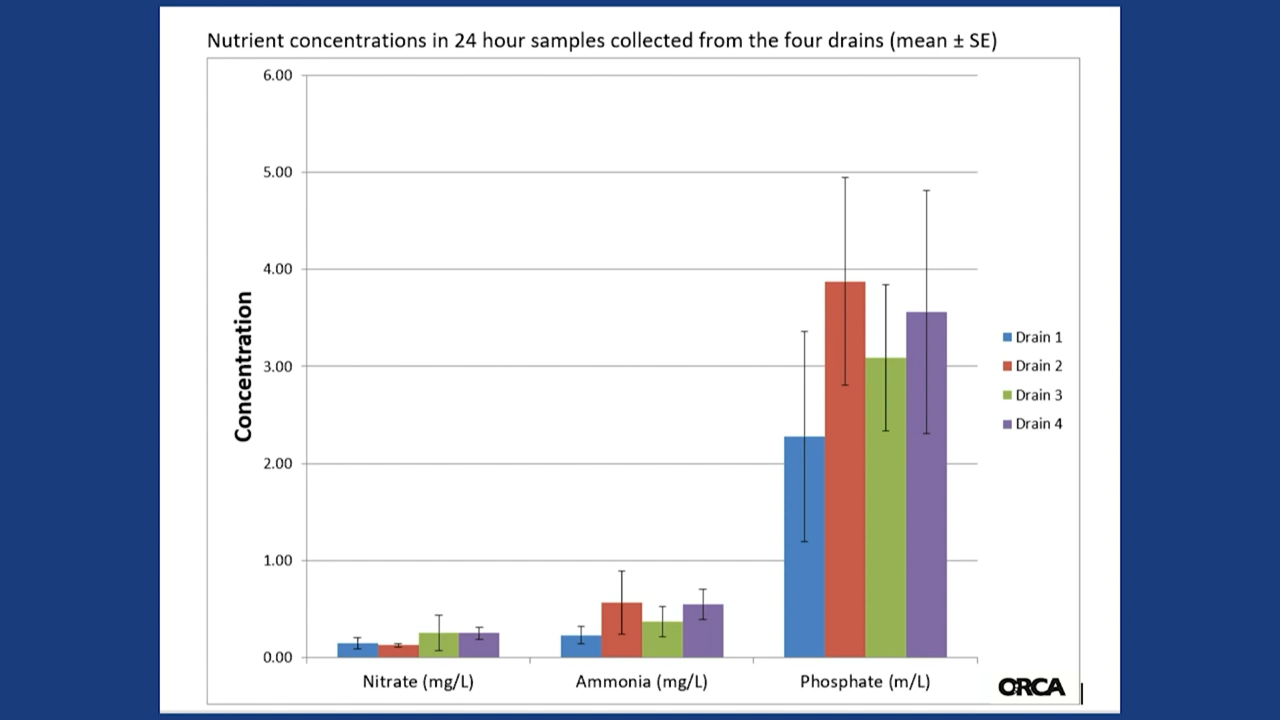 Nutrient concentrations in 24 hour samples collected from the four drains (mean ± SE)
6.00
5.00
4.00
3.00
2.00
1.00
0.00
Concentration
Nitrate (mg/L)
Ammonia (mg/L)
Phosphate (m/L)
Drain 1
Drain 2
Drain 3
Drain 4
ORCA